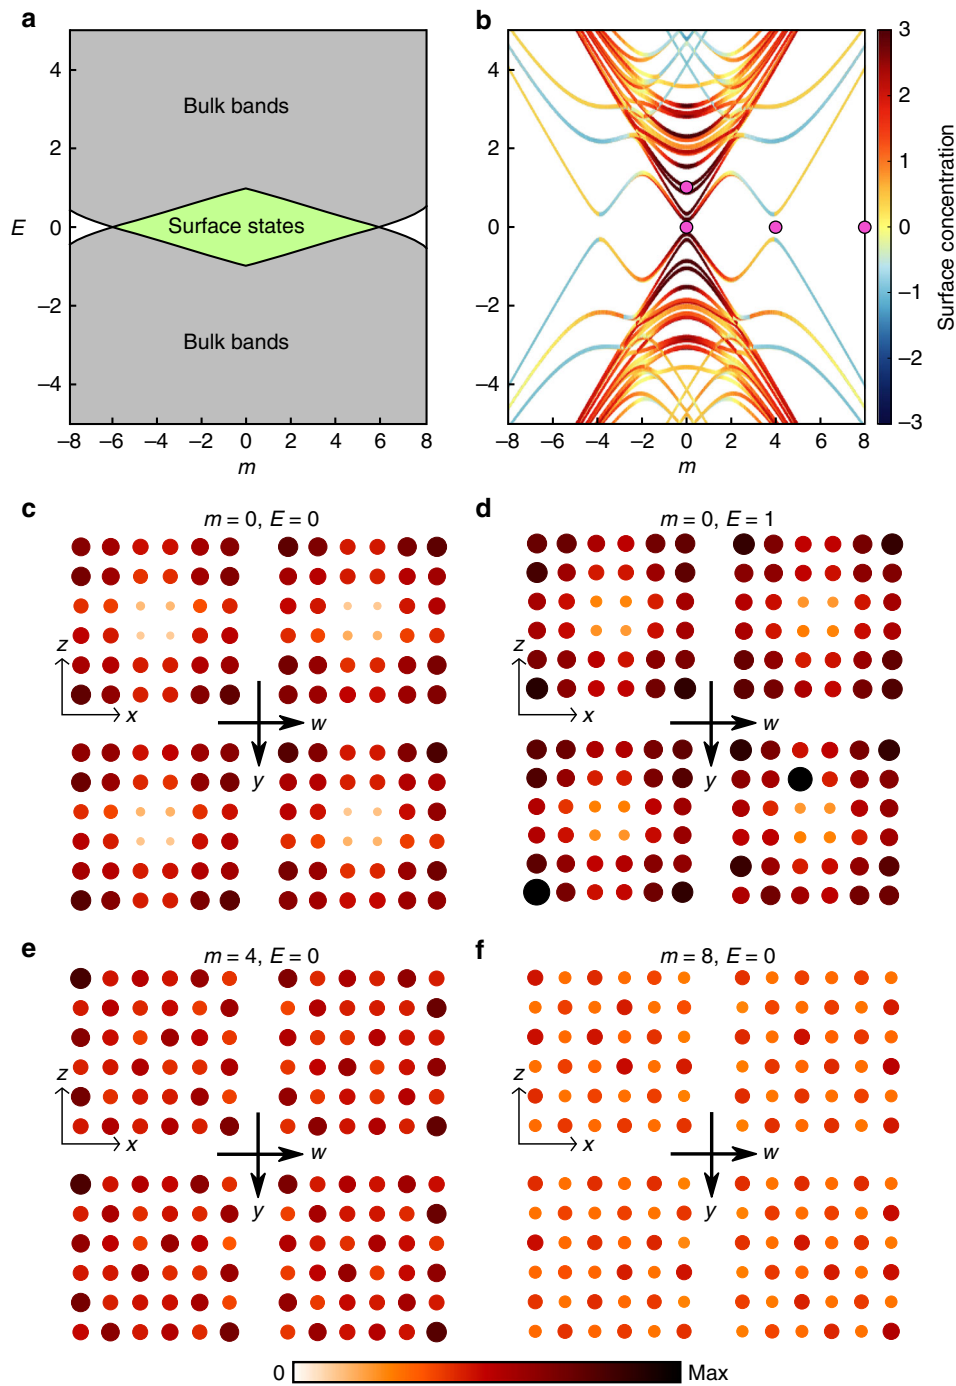 a
4
2
E 0
−2
−4
Bulk bands
Surface states
Bulk bands
−8 −6 −4 −2 0 2 4 6 8
m
b
4
2
0
−2
−4
−8 −6 −4 −2 0 2 4 6 8
m
3
2
1
0
−1
−2
−3
Surface concentration
c
m = 0, E = 0
z
x
w
y
d
m = 0, E = 1
z
x
w
y
e
m = 4, E = 0
z
x
w
y
f
m = 8, E = 0
z
x
w
y
0 Max